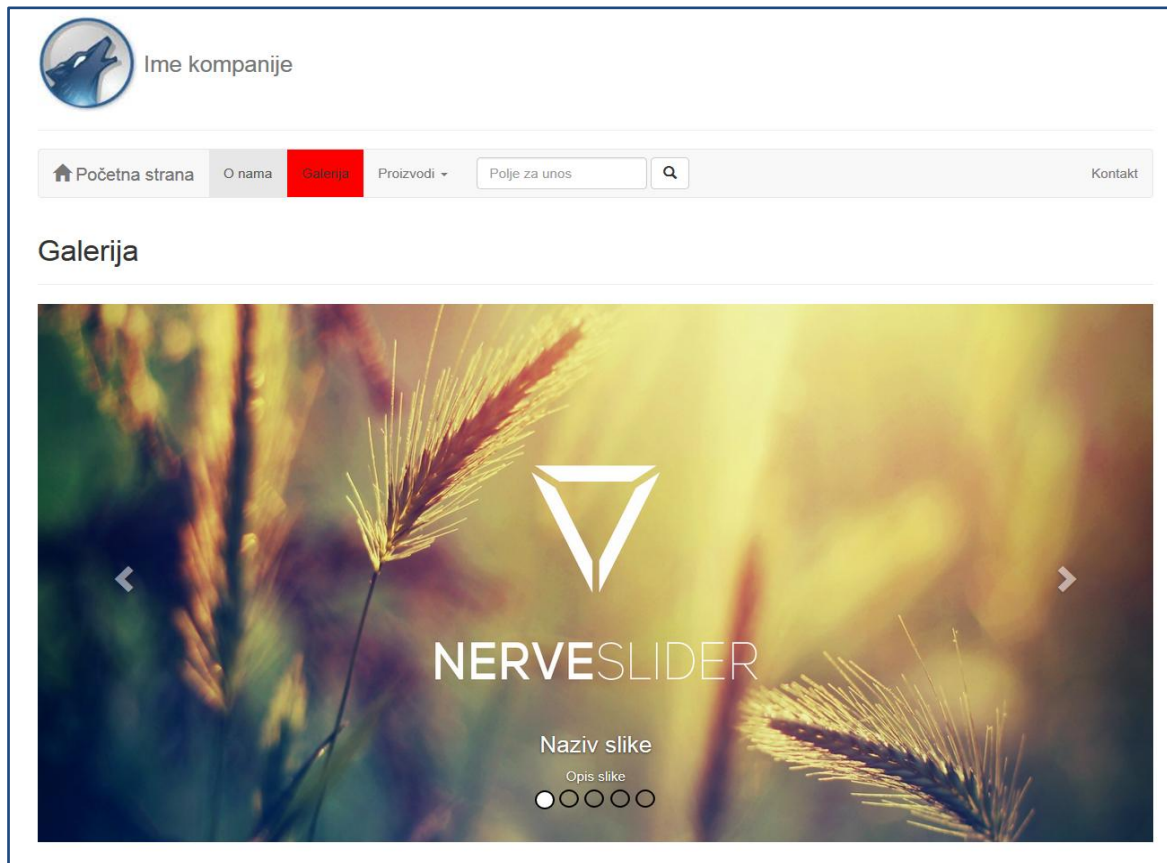 Ime kompanije
Početna strana O nama Galerija Proizvodi Polje za unos Kontakt
Galerija
NERVESLIDER
Naziv slike
Opis slike